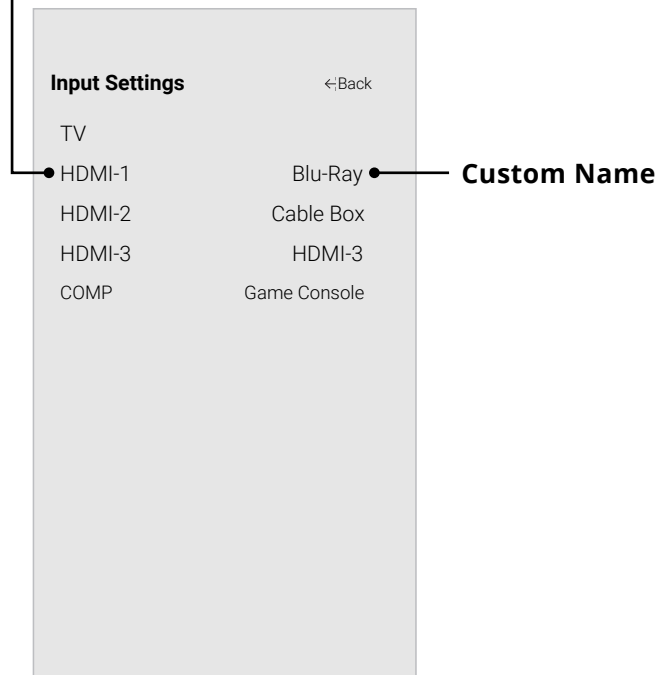 Input Settings ←Back
TV
HDMI-1 Blu-Ray Custom Name
HDMI-2 Cable Box
HDMI-3 HDMI-3
COMP Game Console